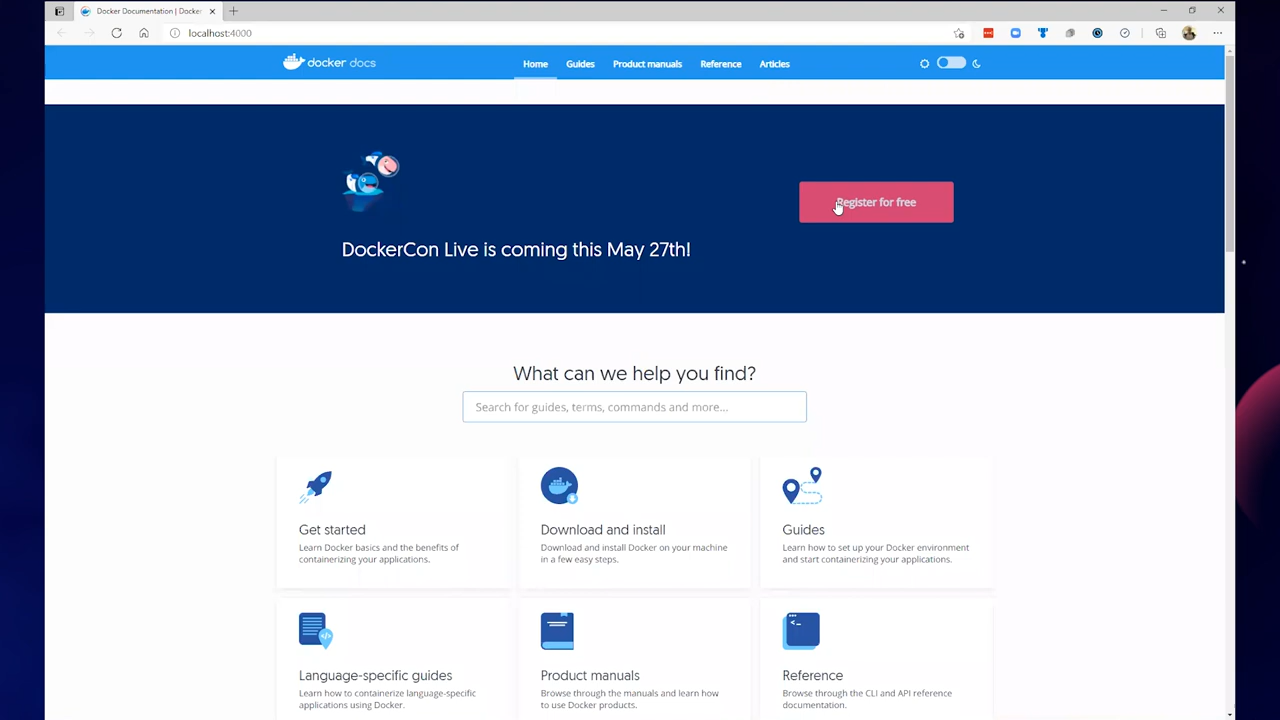 Docker Documentation | Docker
localhost:4000
docker docs
Home
Guides
Product manuals
Reference
Articles
Register for free
DockerCon Live is coming this May 27th!
What can we help you find?
Search for guides, terms, commands and more...
Get started
Learn Docker basics and the benefits of
containerizing your applications.
Download and install
Download and install Docker on your machine
in a few easy steps.
Guides
Learn how to set up your Docker environment
and start containerizing your applications.
Language-specific guides
Learn how to containerize language-specific
applications using Docker.
Product manuals
Browse through the manuals and learn how
to use Docker products.
Reference
Browse through the CLI and API reference
documentation.